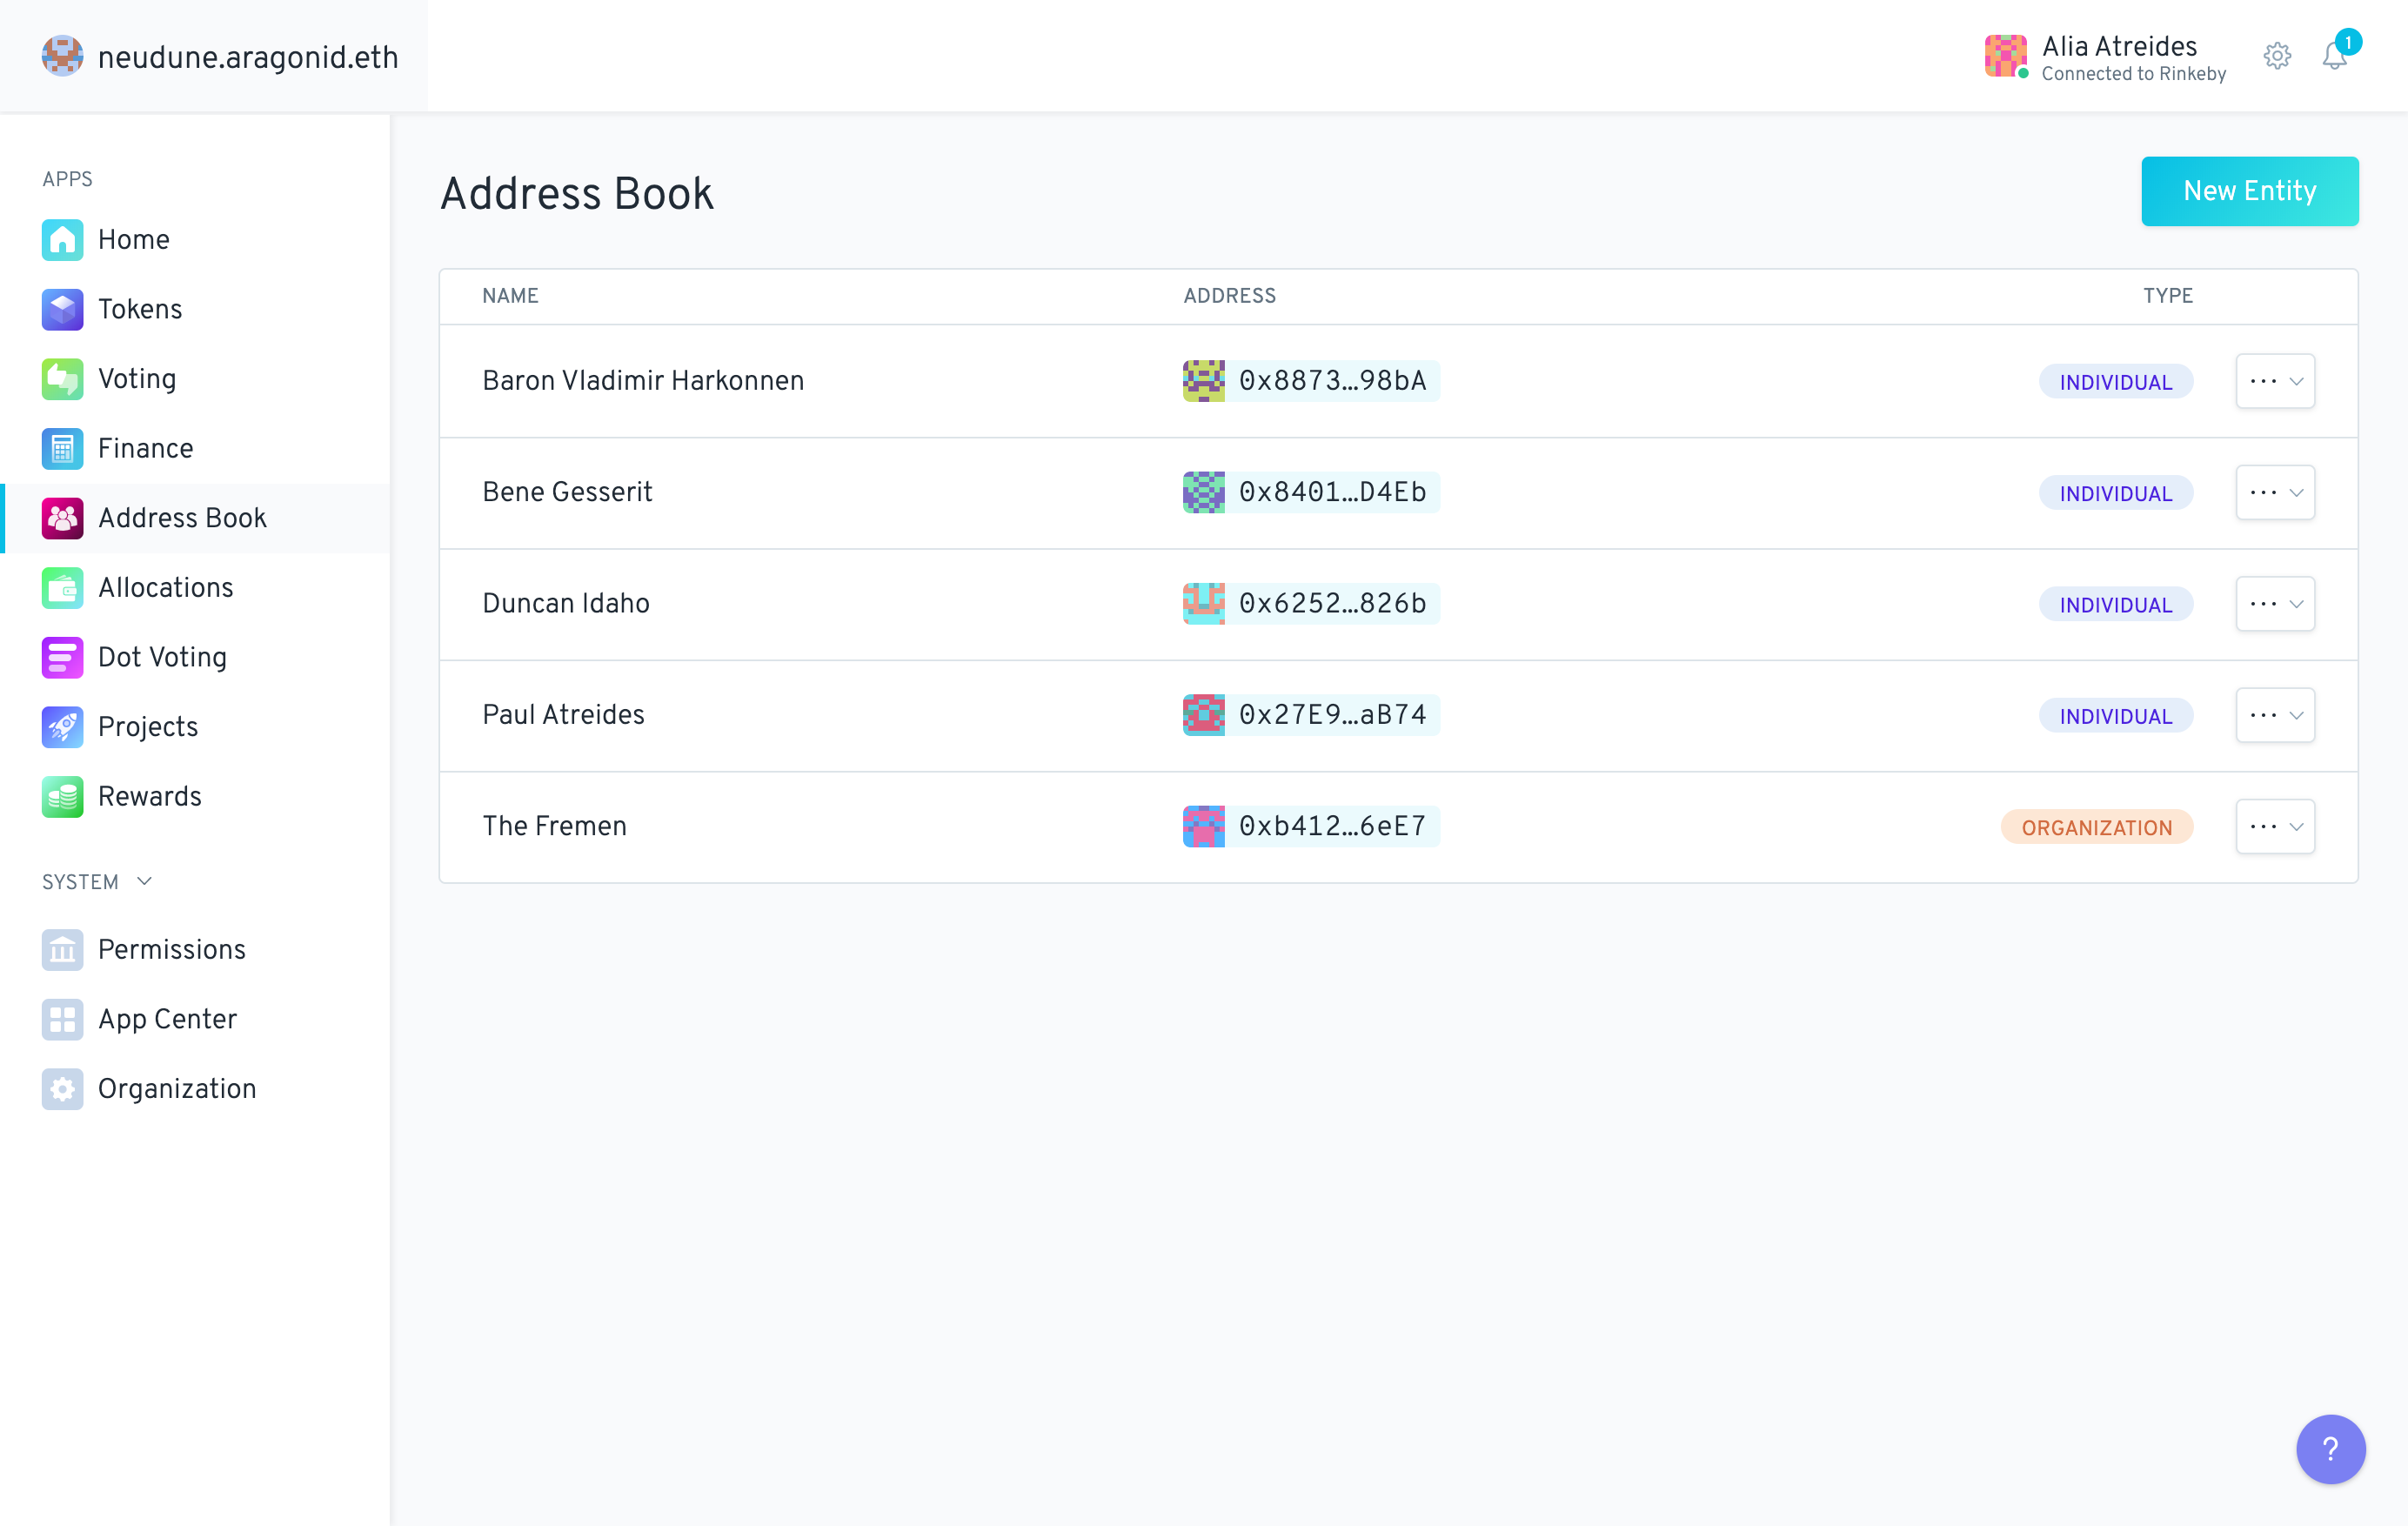 neudune.aragonid.eth
Alia Atreides
Connected to Rinkeby
1
APPS
Home
Tokens
Voting
Finance
Address Book
Allocations
Dot Voting
Projects
Rewards
SYSTEM
Permissions
App Center
Organization
Address Book
New Entity
NAME ADDRESS TYPE
Baron Vladimir Harkonnen 0x8873…98bA INDIVIDUAL
Bene Gesserit 0x8401…D4Eb INDIVIDUAL
Duncan Idaho 0x6252…826b INDIVIDUAL
Paul Atreides 0x27E9…aB74 INDIVIDUAL
The Fremen 0xb412…6eE7 ORGANIZATION
?